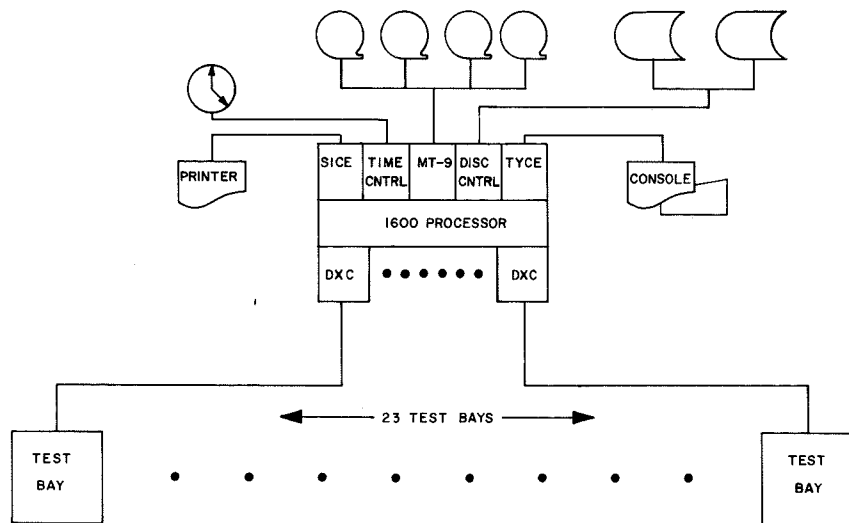 SICE
TIME
CNTRL
MT-9
DISC
CNTRL
TYCE
PRINTER
CONSOLE
1600 PROCESSOR
DXC
DXC
23 TEST BAYS
TEST
BAY
TEST
BAY